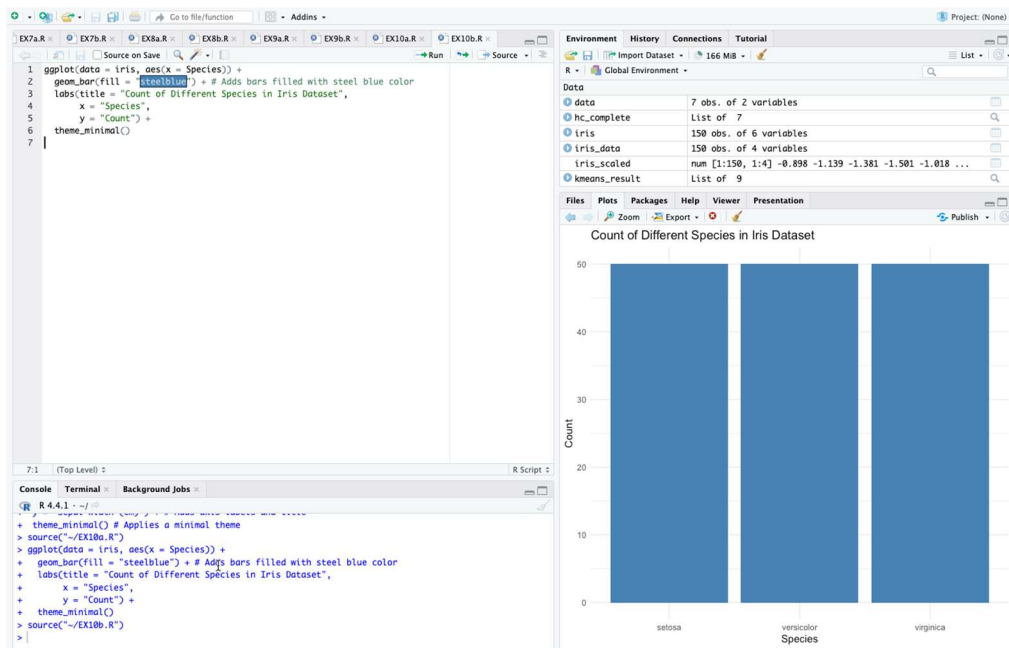 Go to file/function
Addins
Project: (None)
EX7a.R
EX7b.R
EX8a.R
EX8b.R
EX9a.R
EX9b.R
EX10a.R
EX10b.R
Source on Save
Run
Source
1 ggplot(data = iris, aes(x = Species)) +
2 geom_bar(fill = "steelblue") + # Adds bars filled with steel blue color
3 labs(title = "Count of Different Species in Iris Dataset",
4 x = "Species",
5 y = "Count") +
6 theme_minimal()
7
7:1 (Top Level)
R Script
Console Terminal Background Jobs
R 4.4.1 · ~/
+ theme_minimal() # Applies a minimal theme
> source("~/EX10a.R")
> ggplot(data = iris, aes(x = Species)) +
+ geom_bar(fill = "steelblue") + # Adds bars filled with steel blue color
+ labs(title = "Count of Different Species in Iris Dataset",
+ x = "Species",
+ y = "Count") +
+ theme_minimal()
> source("~/EX10b.R")
>
Environment History Connections Tutorial
Import Dataset 166 MiB List
R Global Environment
Data
data 7 obs. of 2 variables
hc_complete List of 7
iris 150 obs. of 6 variables
iris_data 150 obs. of 4 variables
iris_scaled num [1:150, 1:4] -0.898 -1.139 -1.381 -1.501 -1.018 ...
kmeans_result List of 9
Files Plots Packages Help Viewer Presentation
Zoom Export Publish
Count of Different Species in Iris Dataset
50
40
30
20
10
0
Count
setosa versicolor virginica
Species